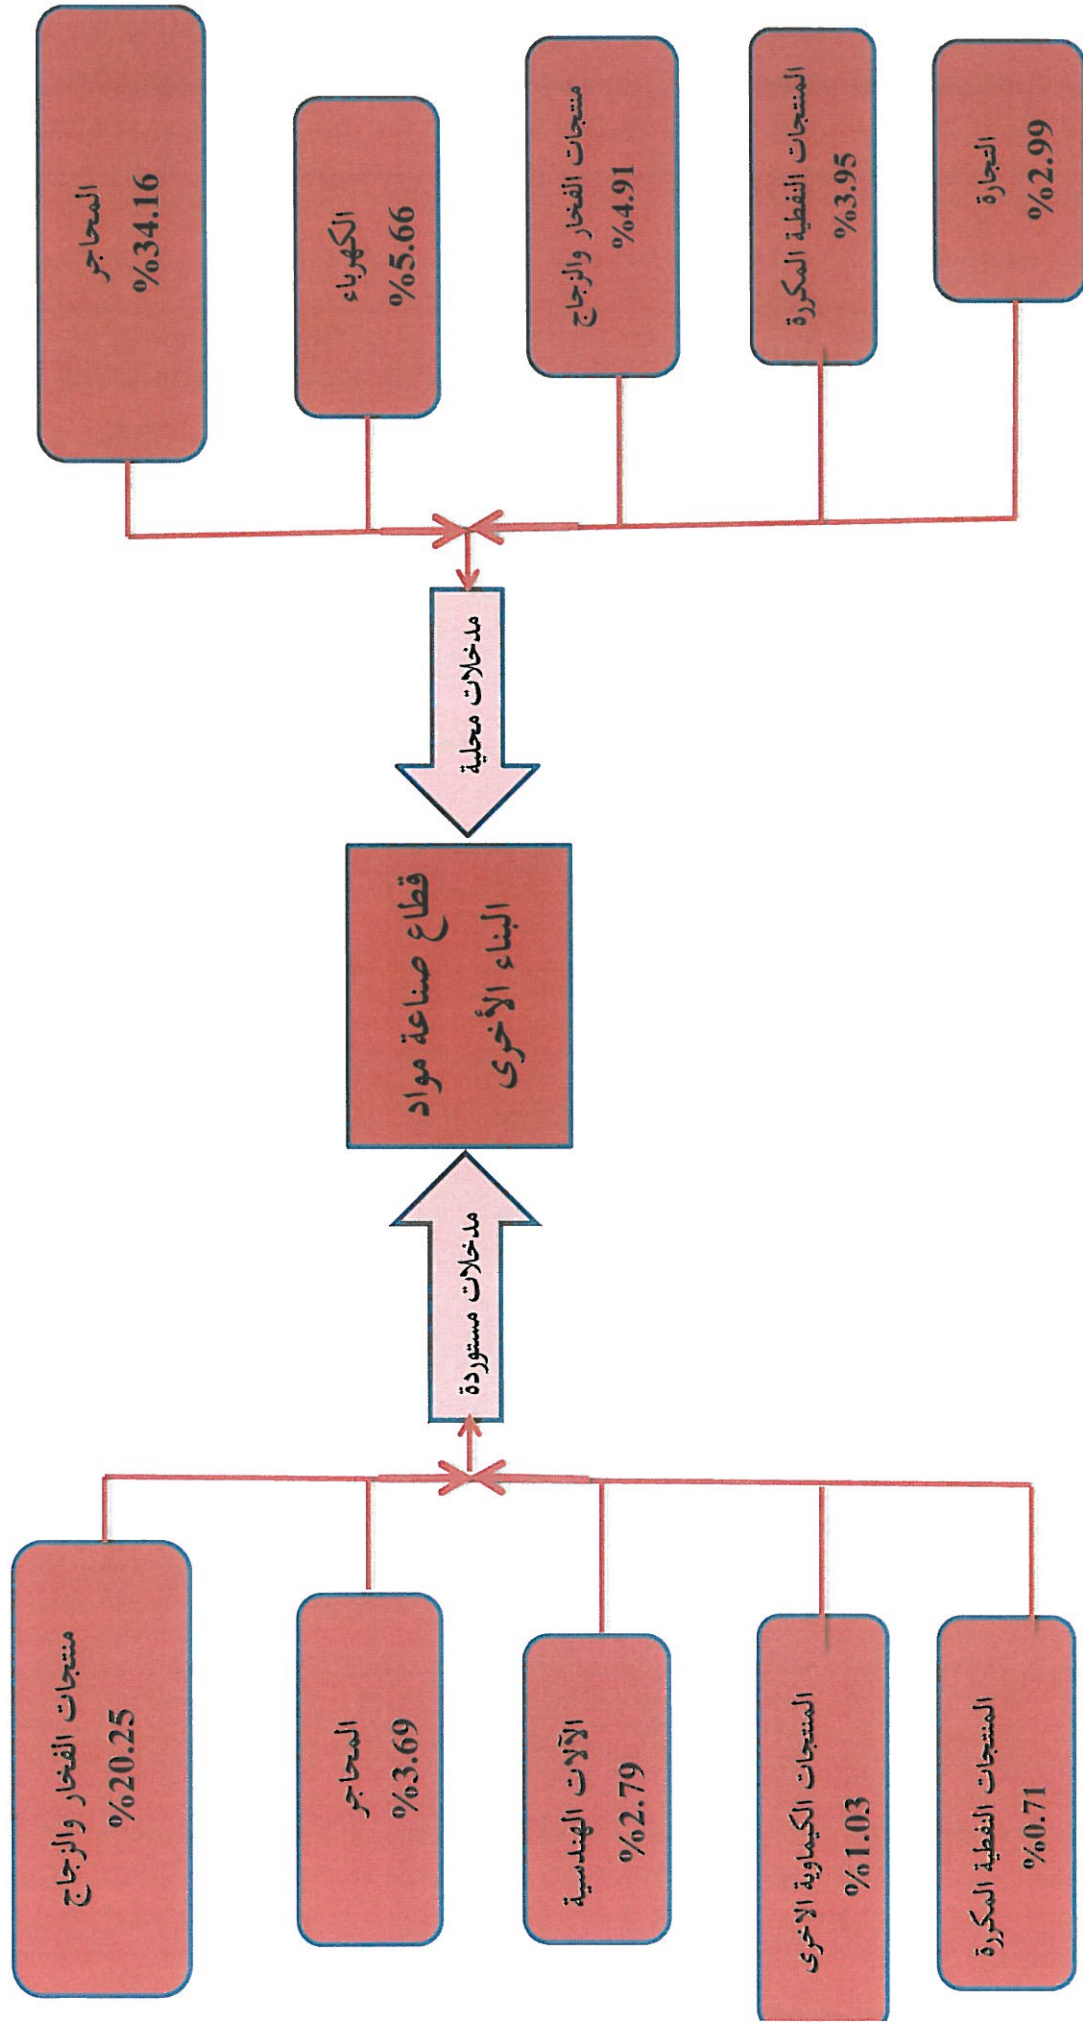 المحاجر
%34.16
الكهرباء
%5.66
منتجات الفخار والزجاج
%4.91
المنتجات النفطية المكررة
%3.95
التجارة
%2.99
مدخلات محلية
قطاع صناعة مواد
البناء الأخرى
مدخلات مستوردة
منتجات الفخار والزجاج
%20.25
المحاجر
%3.69
الآلات الهندسية
%2.79
المنتجات الكيماوية الاخرى
%1.03
المنتجات النفطية المكررة
%0.71